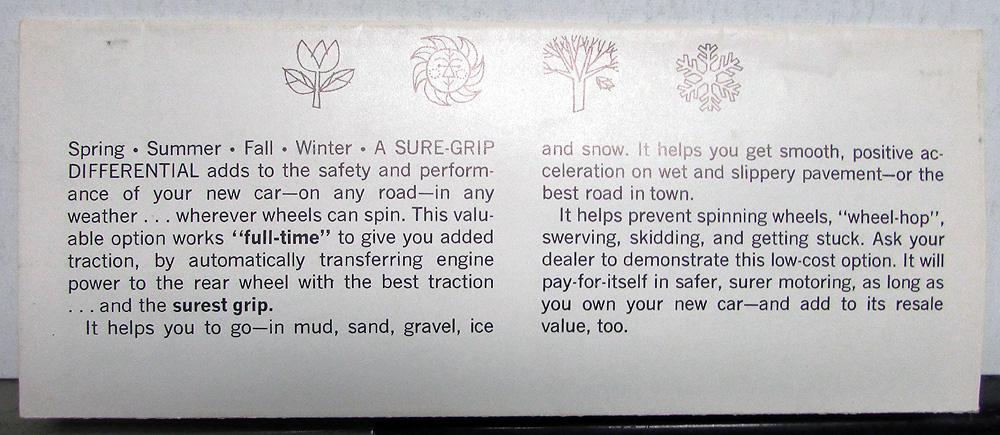 Spring • Summer • Fall • Winter • A SURE-GRIP
DIFFERENTIAL adds to the safety and perform-
ance of your new car—on any road—in any
weather . . . wherever wheels can spin. This valu-
able option works “full-time” to give you added
traction, by automatically transferring engine
power to the rear wheel with the best traction
. . . and the surest grip.
It helps you to go—in mud, sand, gravel, ice
and snow. It helps you get smooth, positive ac-
celeration on wet and slippery pavement—or the
best road in town.
It helps prevent spinning wheels, “wheel-hop”,
swerving, skidding, and getting stuck. Ask your
dealer to demonstrate this low-cost option. It will
pay-for-itself in safer, surer motoring, as long as
you own your new car—and add to its resale
value, too.